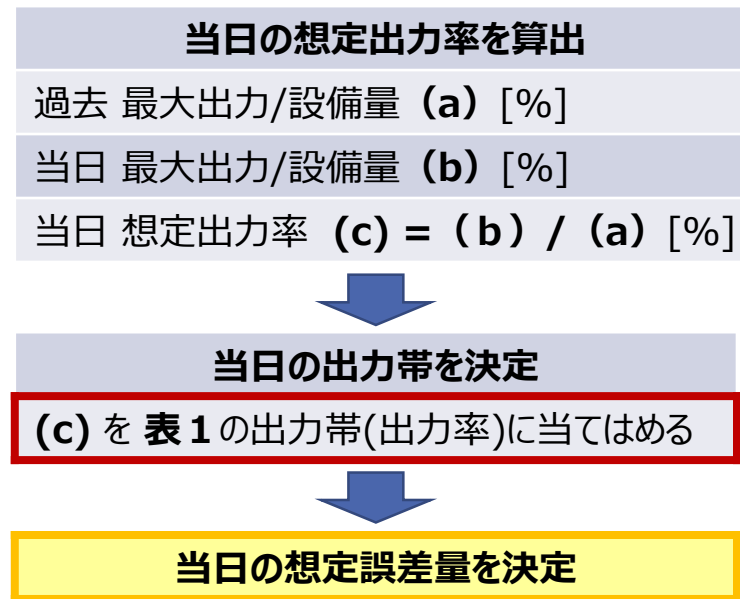 当日の想定出力率を算出
過去 最大出力/設備量（a）[%]
当日 最大出力/設備量（b）[%]
当日 想定出力率 (c) =（ｂ）/（a）[%]
当日の出力帯を決定
(c) を 表１の出力帯(出力率)に当てはめる
当日の想定誤差量を決定